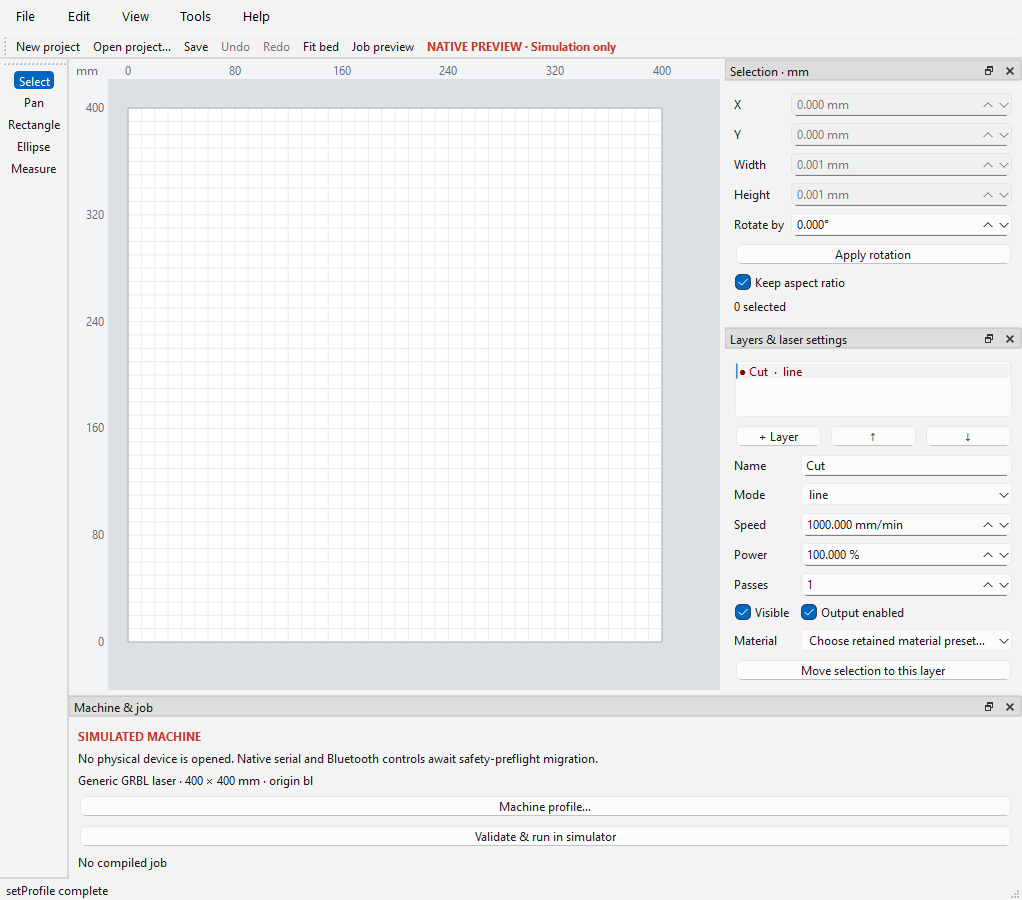 File Edit View Tools Help
New project Open project... Save Undo Redo Fit bed Job preview NATIVE PREVIEW · Simulation only
Select
Pan
Rectangle
Ellipse
Measure
mm 0 80 160 240 320 400
400
320
240
160
80
0
Selection · mm
X 0.000 mm
Y 0.000 mm
Width 0.001 mm
Height 0.001 mm
Rotate by 0.000°
Apply rotation
Keep aspect ratio
0 selected
Layers & laser settings
● Cut · line
+ Layer ↑ ↓
Name Cut
Mode line
Speed 1000.000 mm/min
Power 100.000 %
Passes 1
Visible Output enabled
Material Choose retained material preset...
Move selection to this layer
Machine & job
SIMULATED MACHINE
No physical device is opened. Native serial and Bluetooth controls await safety-preflight migration.
Generic GRBL laser · 400 × 400 mm · origin bl
Machine profile...
Validate & run in simulator
No compiled job
setProfile complete